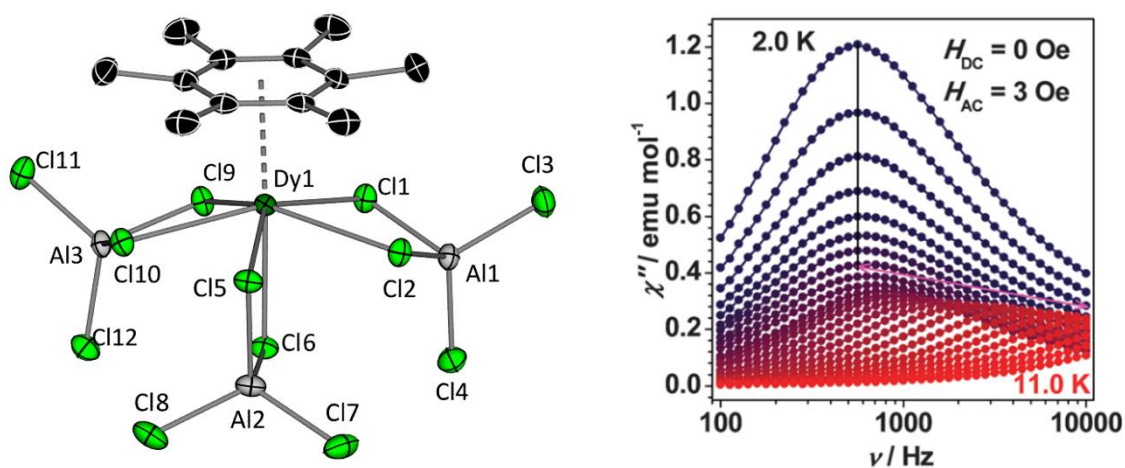 Cl11
Cl9
Dy1
Cl1
Cl3
Al3
Cl10
Cl5
Cl2
Al1
Cl12
Cl6
Cl4
Al2
Cl8
Cl7
2.0 K
H_DC = 0 Oe
H_AC = 3 Oe
1.2
1.0
0.8
0.6
0.4
0.2
0.0
χ″ / emu mol⁻¹
11.0 K
100
1000
10000
ν / Hz